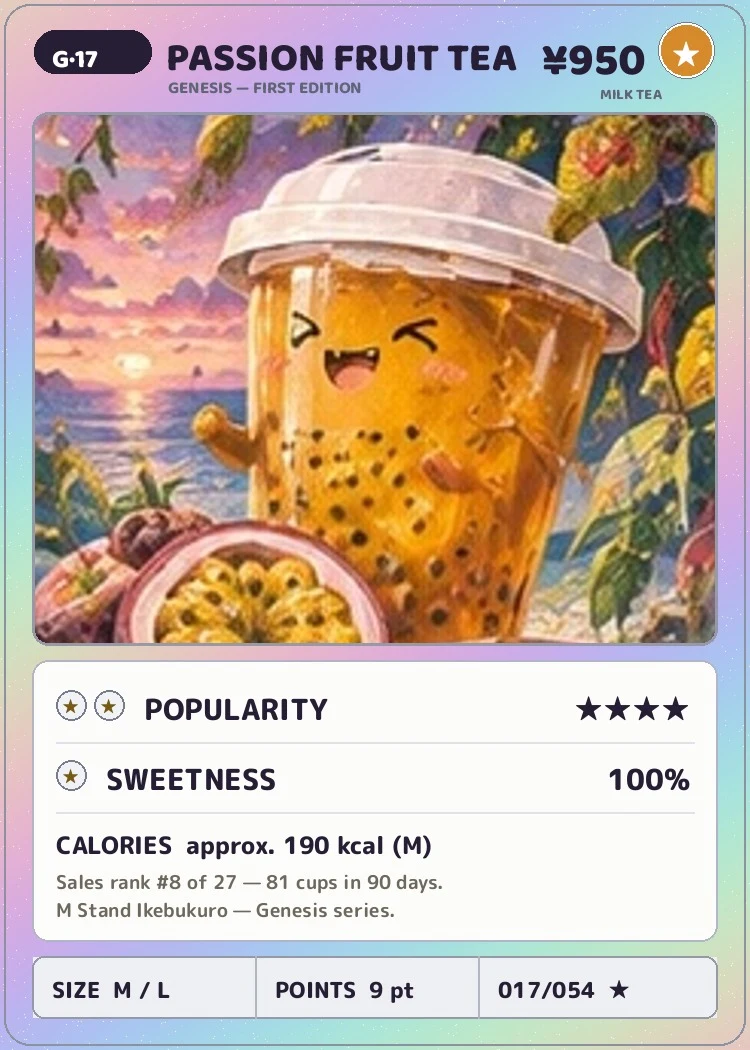 G·17 PASSION FRUIT TEA ¥950 ★
GENESIS — FIRST EDITION
MILK TEA
★ ★ POPULARITY ★★★★
★ SWEETNESS 100%
CALORIES approx. 190 kcal (M)
Sales rank #8 of 27 — 81 cups in 90 days.
M Stand Ikebukuro — Genesis series.
SIZE M / L POINTS 9 pt 017/054 ★